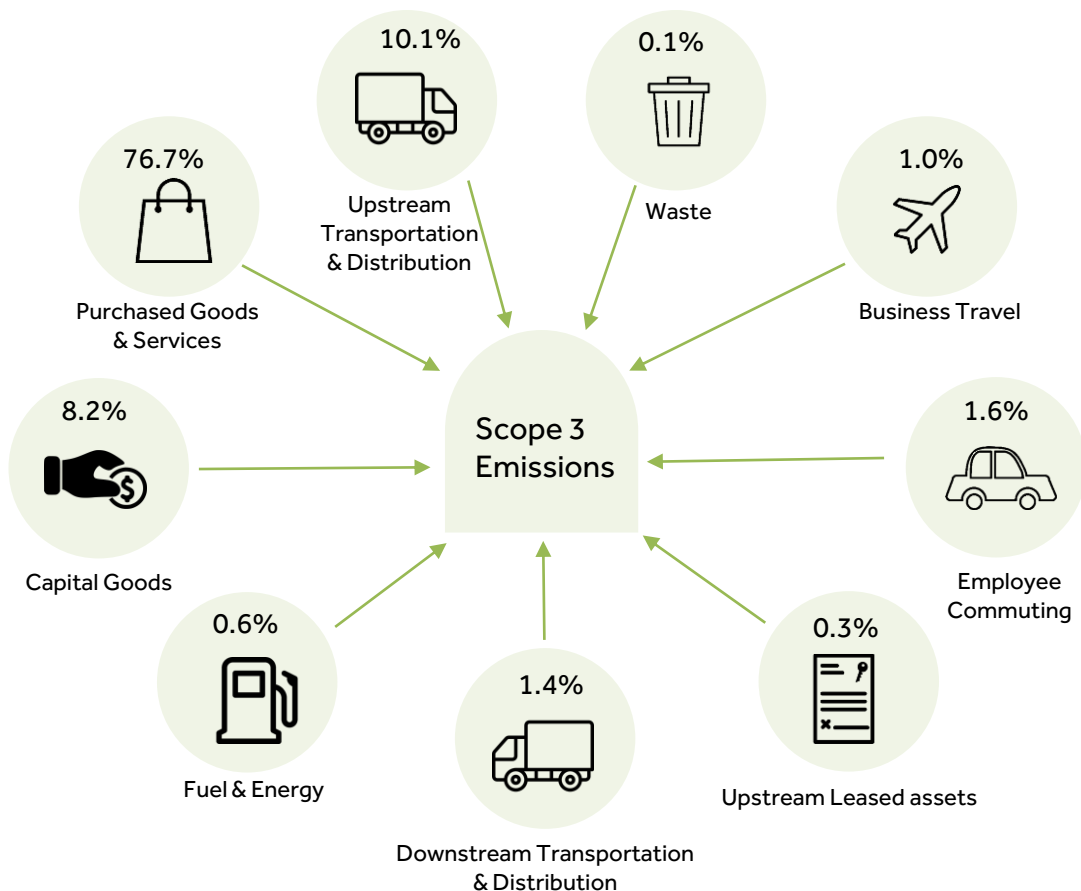 10.1%
Upstream
Transportation
& Distribution
0.1%
Waste
76.7%
Purchased Goods
& Services
1.0%
Business Travel
8.2%
$
Capital Goods
Scope 3
Emissions
1.6%
Employee
Commuting
0.6%
Fuel & Energy
1.4%
Downstream Transportation
& Distribution
0.3%
Upstream Leased assets